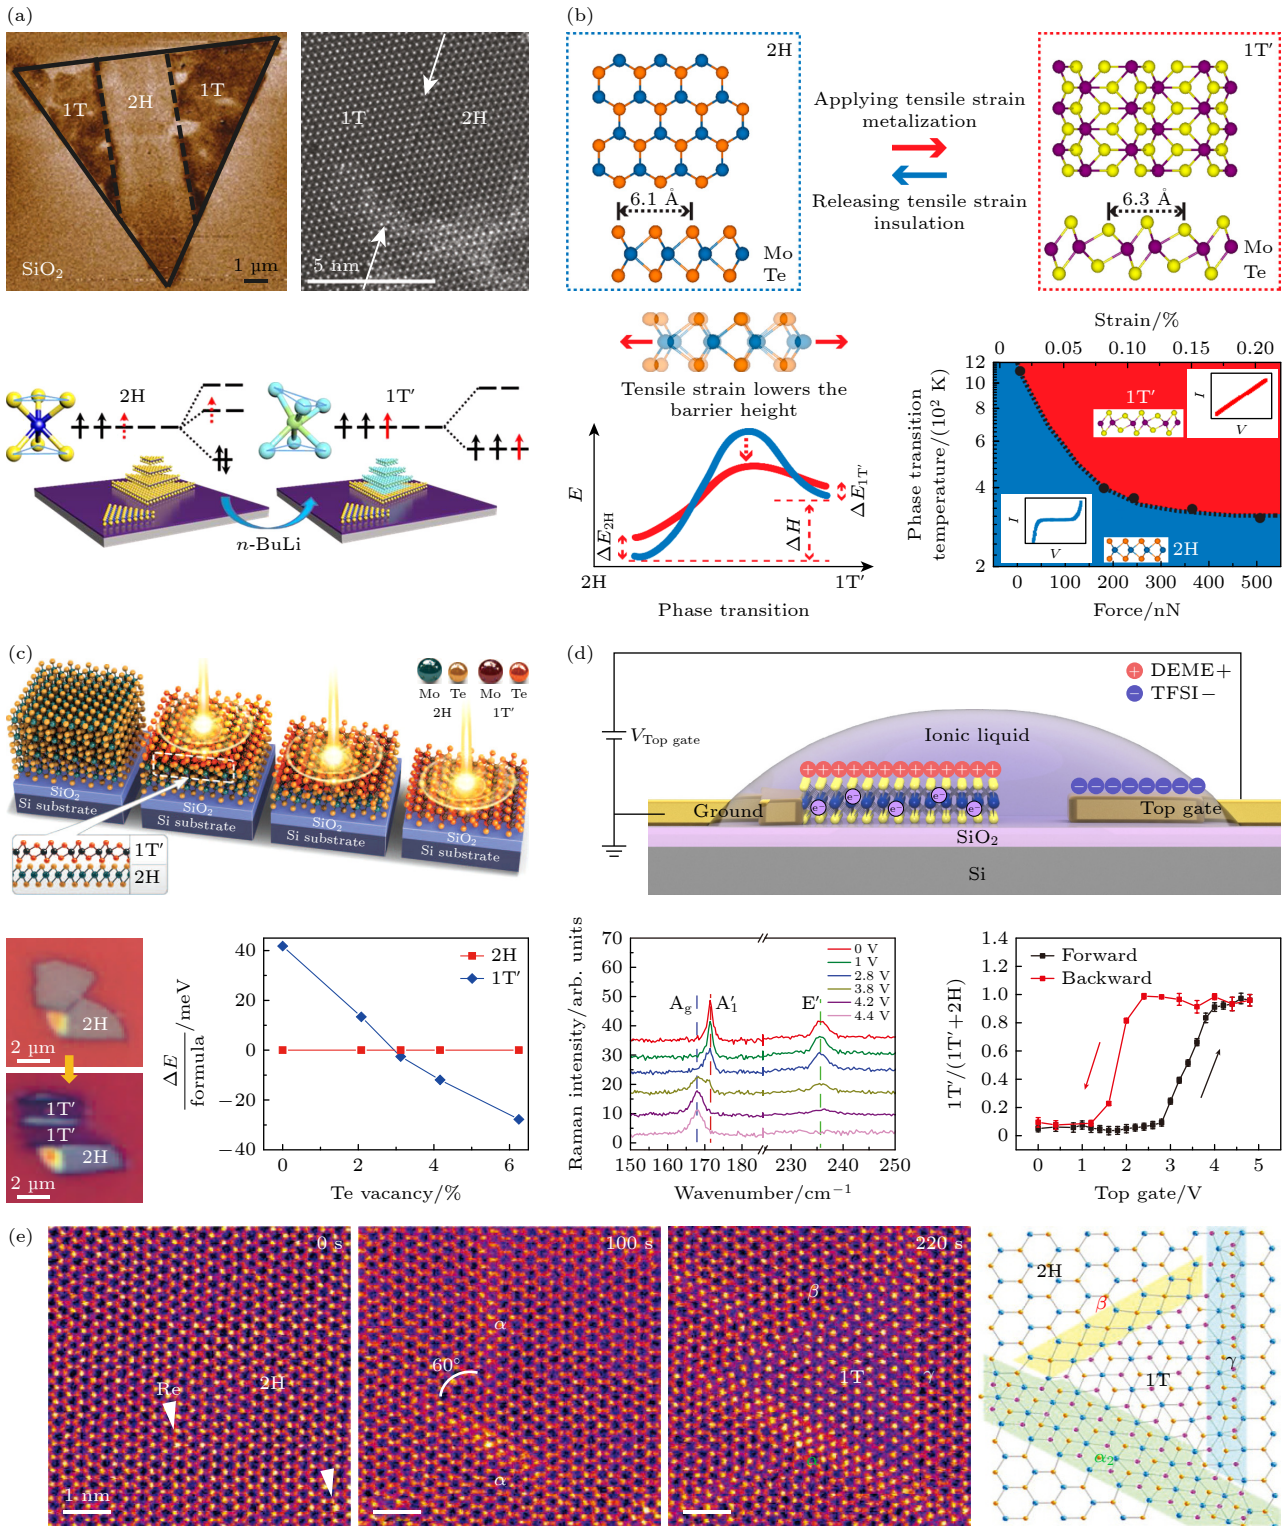 (a)
1T
2H
1T
SiO2
1 μm
1T
2H
5 nm
2H
1T′
n-BuLi
(b)
2H
6.1 Å
Mo
Te
Applying tensile strain
metalization
Releasing tensile strain
insulation
1T′
6.3 Å
Mo
Te
Tensile strain lowers the
barrier height
E
ΔE2H
ΔH
ΔE1T′
2H
1T′
Phase transition
Strain/%
0
0.05
0.10
0.15
0.20
Phase transition
temperature/(10² K)
12
10
8
6
4
2
1T′
I
V
I
V
2H
0
100
200
300
400
500
Force/nN
(c)
Mo
Te
Mo
Te
2H
1T′
SiO2
Si substrate
SiO2
Si substrate
SiO2
Si substrate
SiO2
Si substrate
1T′
2H
2H
2 μm
1T′
1T′
2H
2 μm
ΔE
formula
/meV
40
20
0
−20
−40
2H
1T′
0
2
4
6
Te vacancy/%
(d)
DEME+
TFSI−
VTop gate
Ionic liquid
Ground
e−
e−
e−
e−
e−
Top gate
SiO2
Si
Raman intensity/arb. units
70
60
50
40
30
20
10
0
Ag
A′1
E′
0 V
1 V
2.8 V
3.8 V
4.2 V
4.4 V
150
160
170
180
230
240
250
Wavenumber/cm−1
1T′/(1T′+2H)
1.4
1.2
1.0
0.8
0.6
0.4
0.2
0
Forward
Backward
0
1
2
3
4
5
Top gate/V
(e)
0 s
2H
Re
1 nm
100 s
α
60°
α
220 s
β
1T
γ
α
2H
β
γ
1T
α2